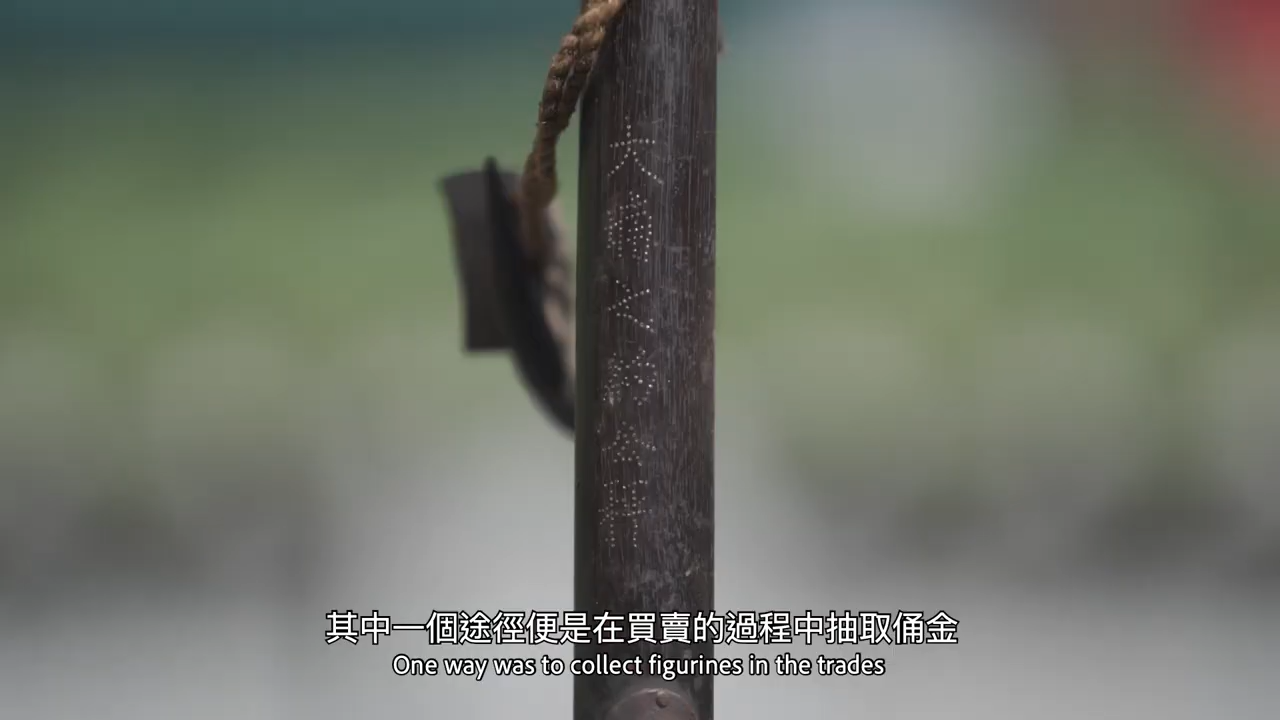 其中一個途徑便是在買賣的過程中抽取俑金
One way was to collect figurines in the trades